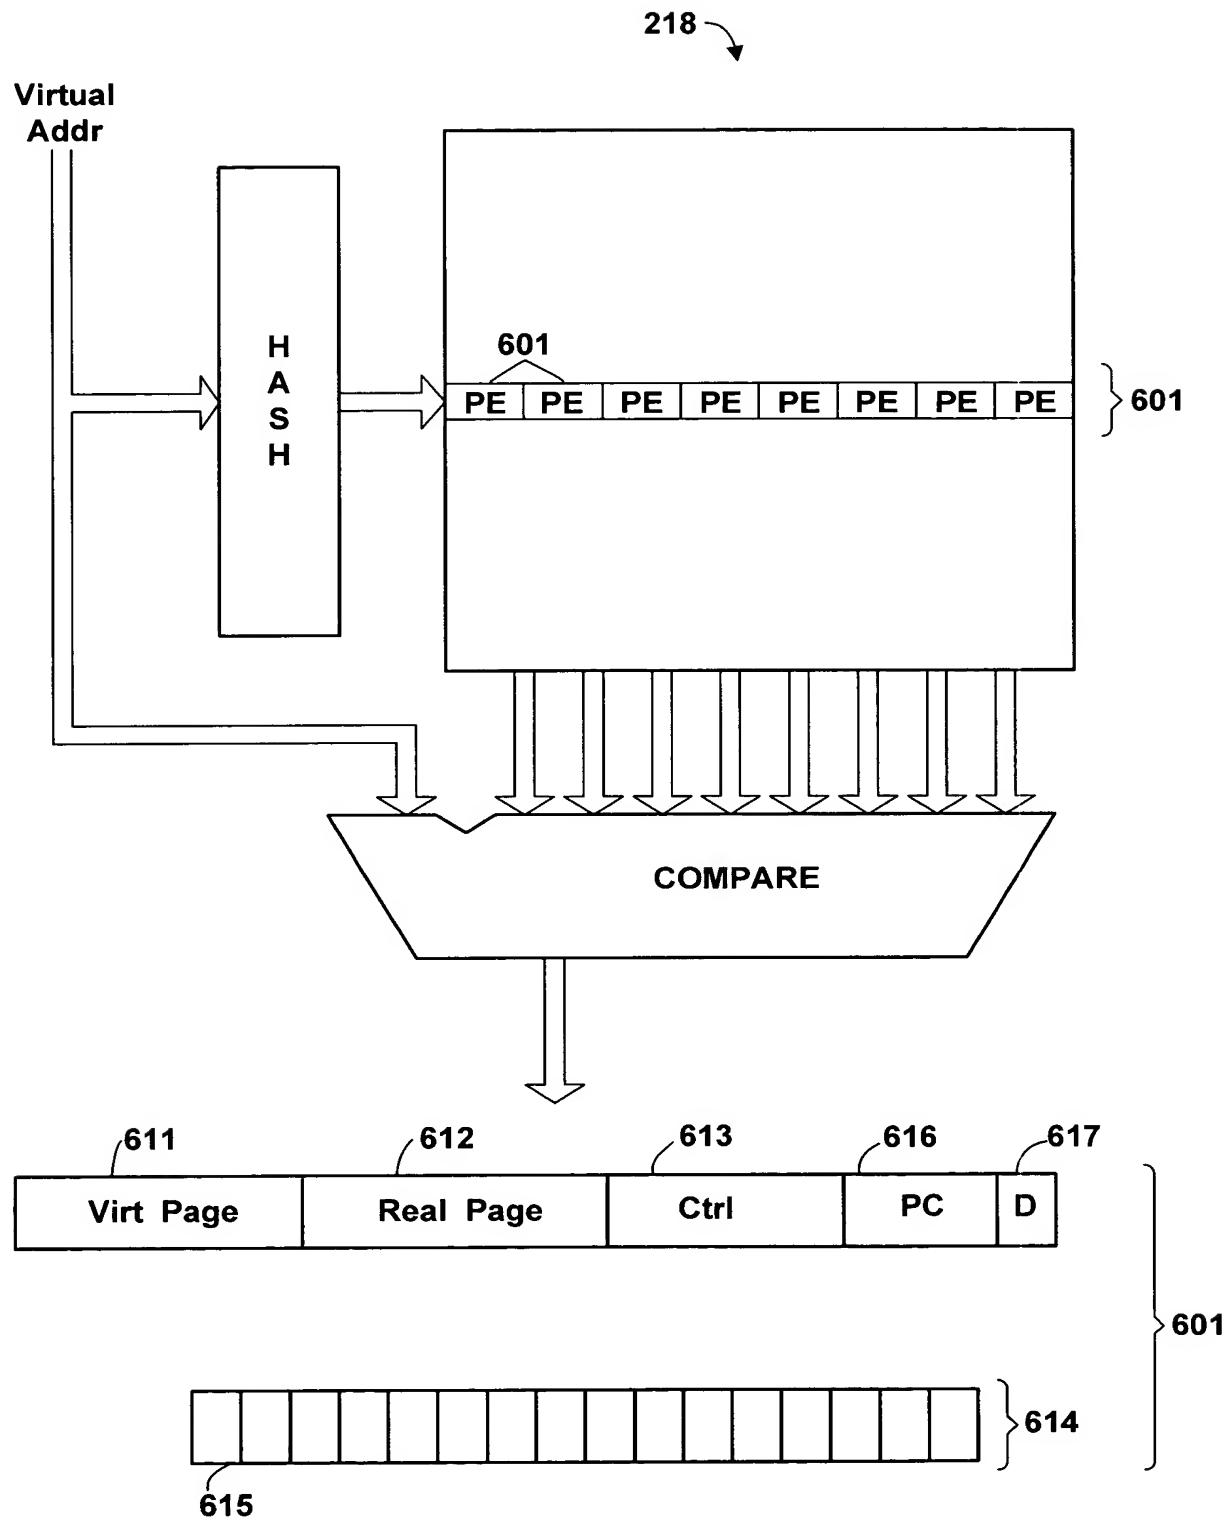 218
Virtual
Addr
H
A
S
H
601
PE PE PE PE PE PE PE PE
601
COMPARE
611 612 613 616 617
Virt Page Real Page Ctrl PC D
601
614
615